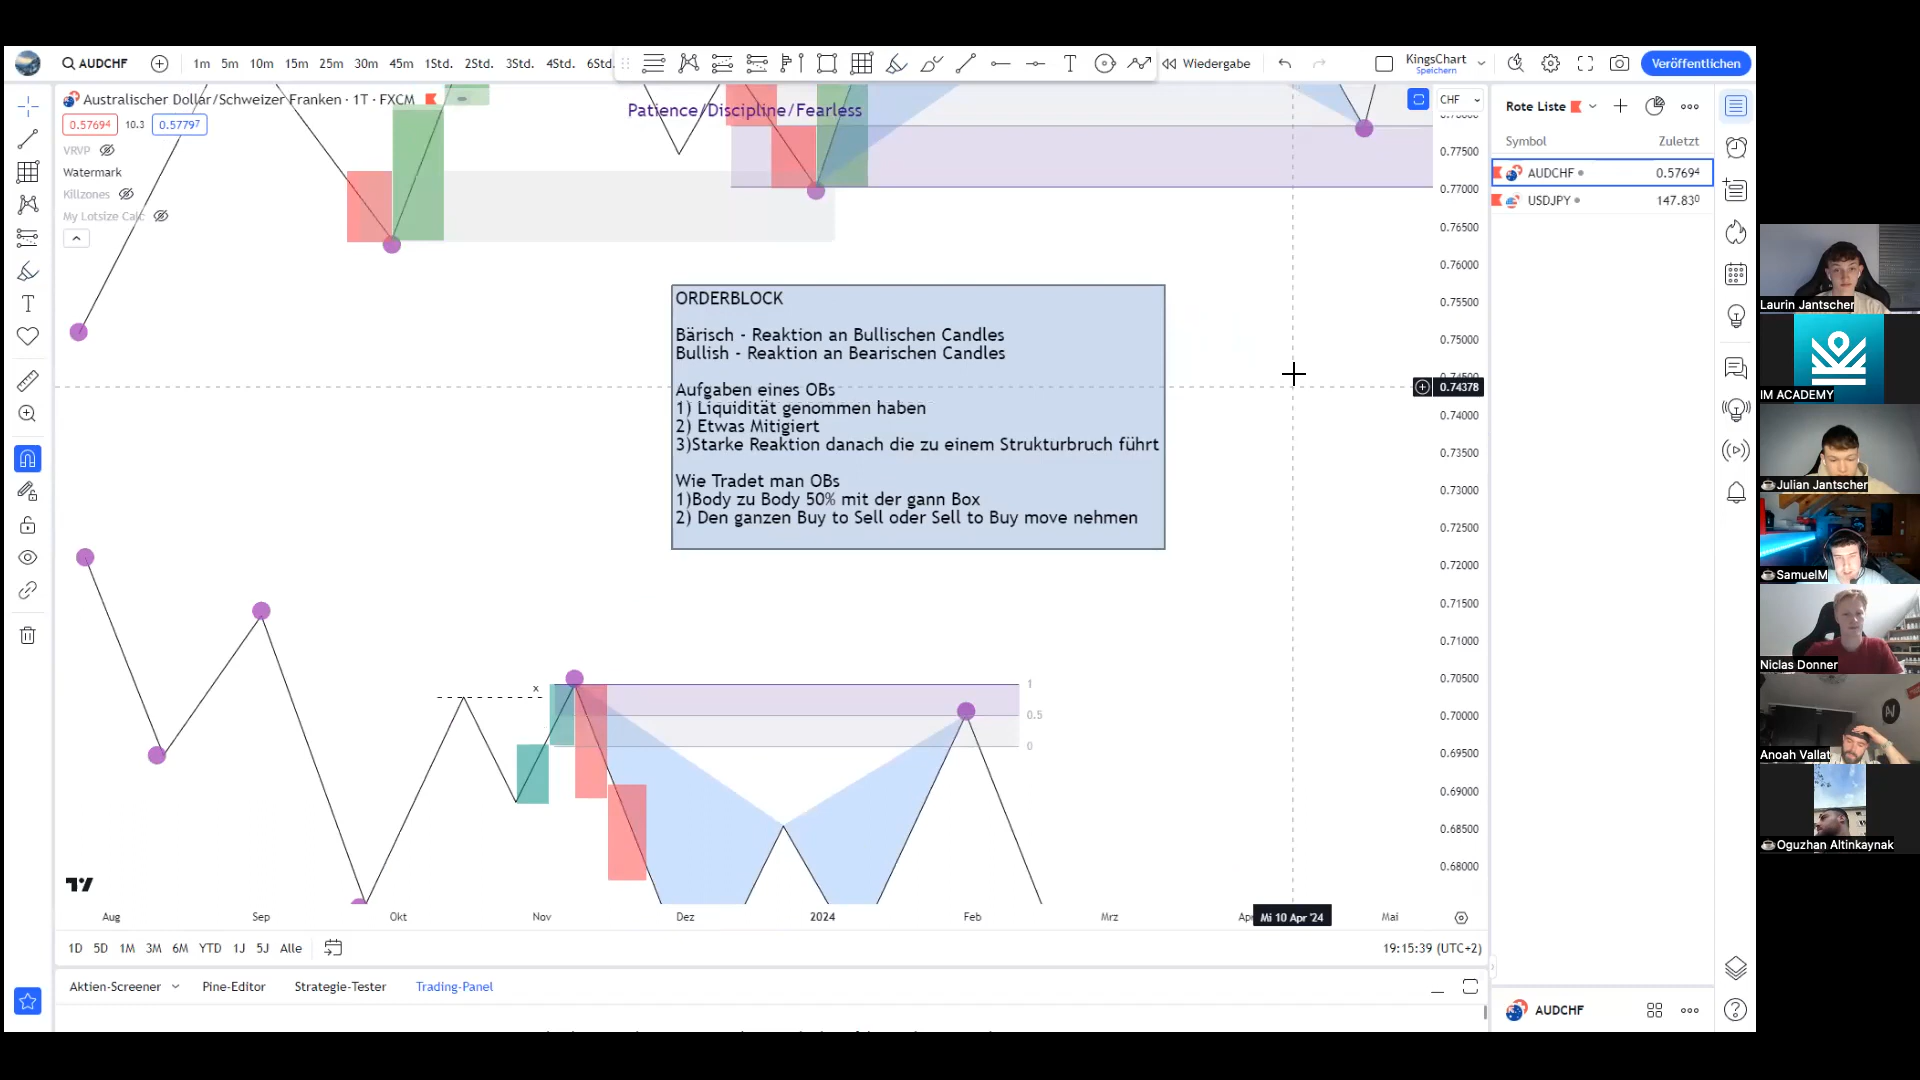 AUDCHF
1m 5m 10m 15m 25m 30m 45m 1Std. 2Std. 3Std. 4Std. 6Std.
Wiedergabe
KingsChart
Speichern
Veröffentlichen
Australischer Dollar/Schweizer Franken · 1T · FXCM
0.57694 10.3 0.57797
VRVP
Watermark
Killzones
My Lotsize Calc
Patience/Discipline/Fearless
CHF
ORDERBLOCK
Bärisch - Reaktion an Bullischen Candles
Bullish - Reaktion an Bearischen Candles
Aufgaben eines OBs
1) Liquidität genommen haben
2) Etwas Mitigiert
3)Starke Reaktion danach die zu einem Strukturbruch führt
Wie Tradet man OBs
1)Body zu Body 50% mit der gann Box
2) Den ganzen Buy to Sell oder Sell to Buy move nehmen
x
1
0.5
0
0.77500
0.77000
0.76500
0.76000
0.75500
0.75000
0.74378
0.74000
0.73500
0.73000
0.72500
0.72000
0.71500
0.71000
0.70500
0.70000
0.69500
0.69000
0.68500
0.68000
Aug Sep Okt Nov Dez 2024 Feb Mrz Mi 10 Apr '24 Mai
1D 5D 1M 3M 6M YTD 1J 5J Alle
19:15:39 (UTC+2)
Aktien-Screener Pine-Editor Strategie-Tester Trading-Panel
Rote Liste
Symbol Zuletzt
AUDCHF 0.57694
USDJPY 147.830
AUDCHF
Laurin Jantscher
IM ACADEMY
Julian Jantscher
SamuelM
Niclas Donner
Anoah Vallat
Oguzhan Altinkaynak